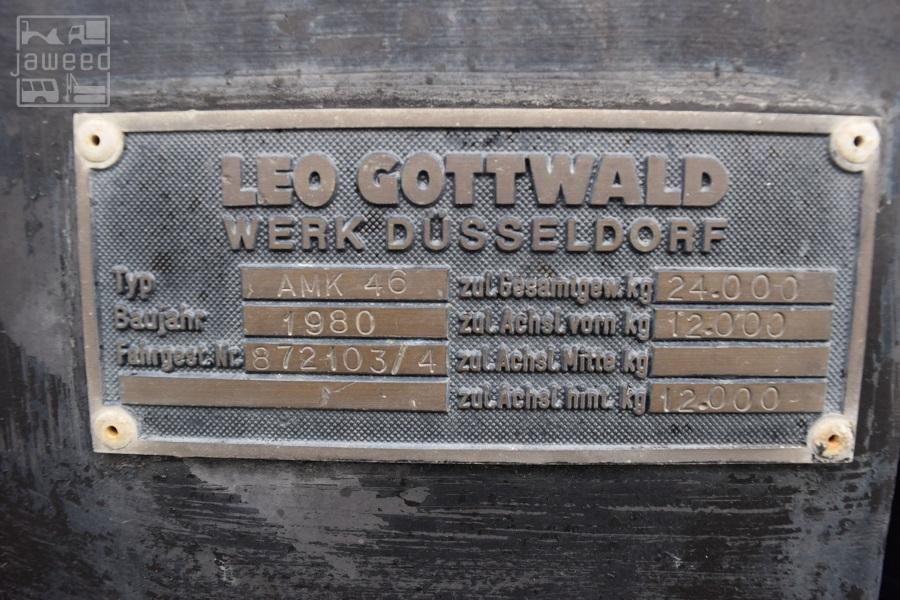 jaweed
LEO GOTTWALD
WERK DÜSSELDORF
Typ AMK 46 zul. Gesamtgew. kg 24.000
Baujahr 1980 zul. Achsl. vorn kg 12.000
Fahrgest. Nr. 872103/4 zul. Achsl. Mitte kg
zul. Achsl. hint. kg 12.000